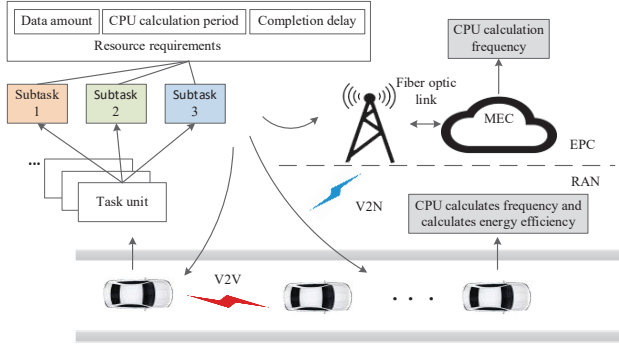 Data amount
CPU calculation period
Completion delay
Resource requirements
Subtask
1
Subtask
2
Subtask
3
...
Task unit
CPU calculation
frequency
Fiber optic
link
MEC
EPC
RAN
V2N
CPU calculates frequency and
calculates energy efficiency
V2V
. . .